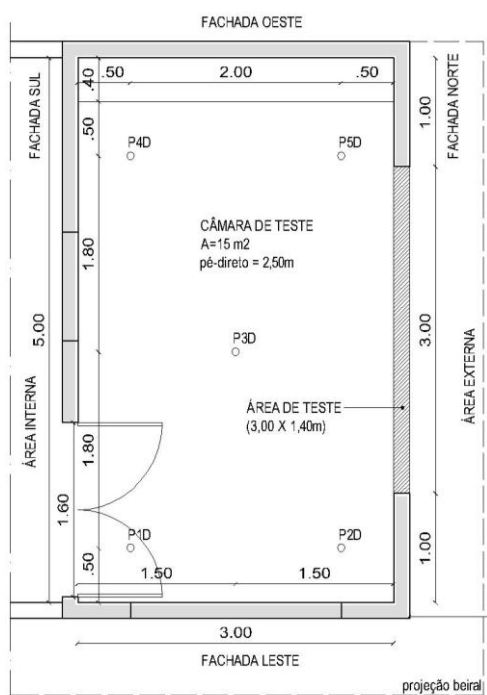 FACHADA OESTE
.50 2.00 .50
.40
FACHADA SUL
FACHADA NORTE
1.00
.50
P4D P5D
CÂMARA DE TESTE
A=15 m2
pé-direto = 2,50m
1.80
5.00
3.00
P3D
ÁREA INTERNA
ÁREA EXTERNA
ÁREA DE TESTE
(3,00 X 1,40m)
1.80
1.60
P1D P2D
.50
1.00
1.50 1.50
3.00
FACHADA LESTE
projeção beiral